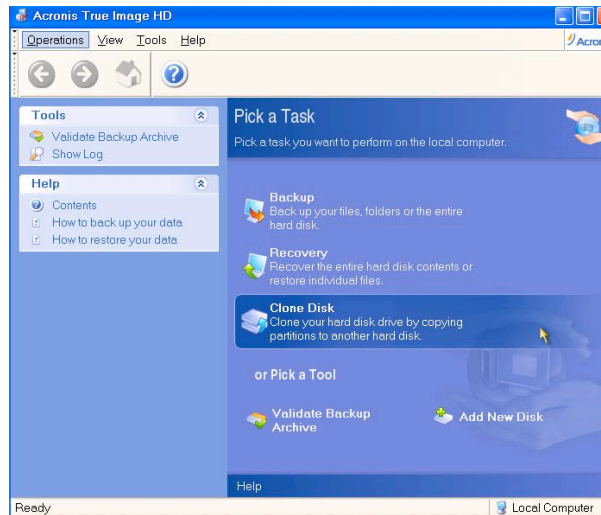 Acronis True Image HD
Operations View Tools Help
Acro
Tools
Validate Backup Archive
Show Log
Help
Contents
How to back up your data
How to restore your data
Pick a Task
Pick a task you want to perform on the local computer.
Backup
Back up your files, folders or the entire
hard disk.
Recovery
Recover the entire hard disk contents or
restore individual files.
Clone Disk
Clone your hard disk drive by copying
partitions to another hard disk.
or Pick a Tool
Validate Backup
Archive
Add New Disk
Help
Ready
Local Computer